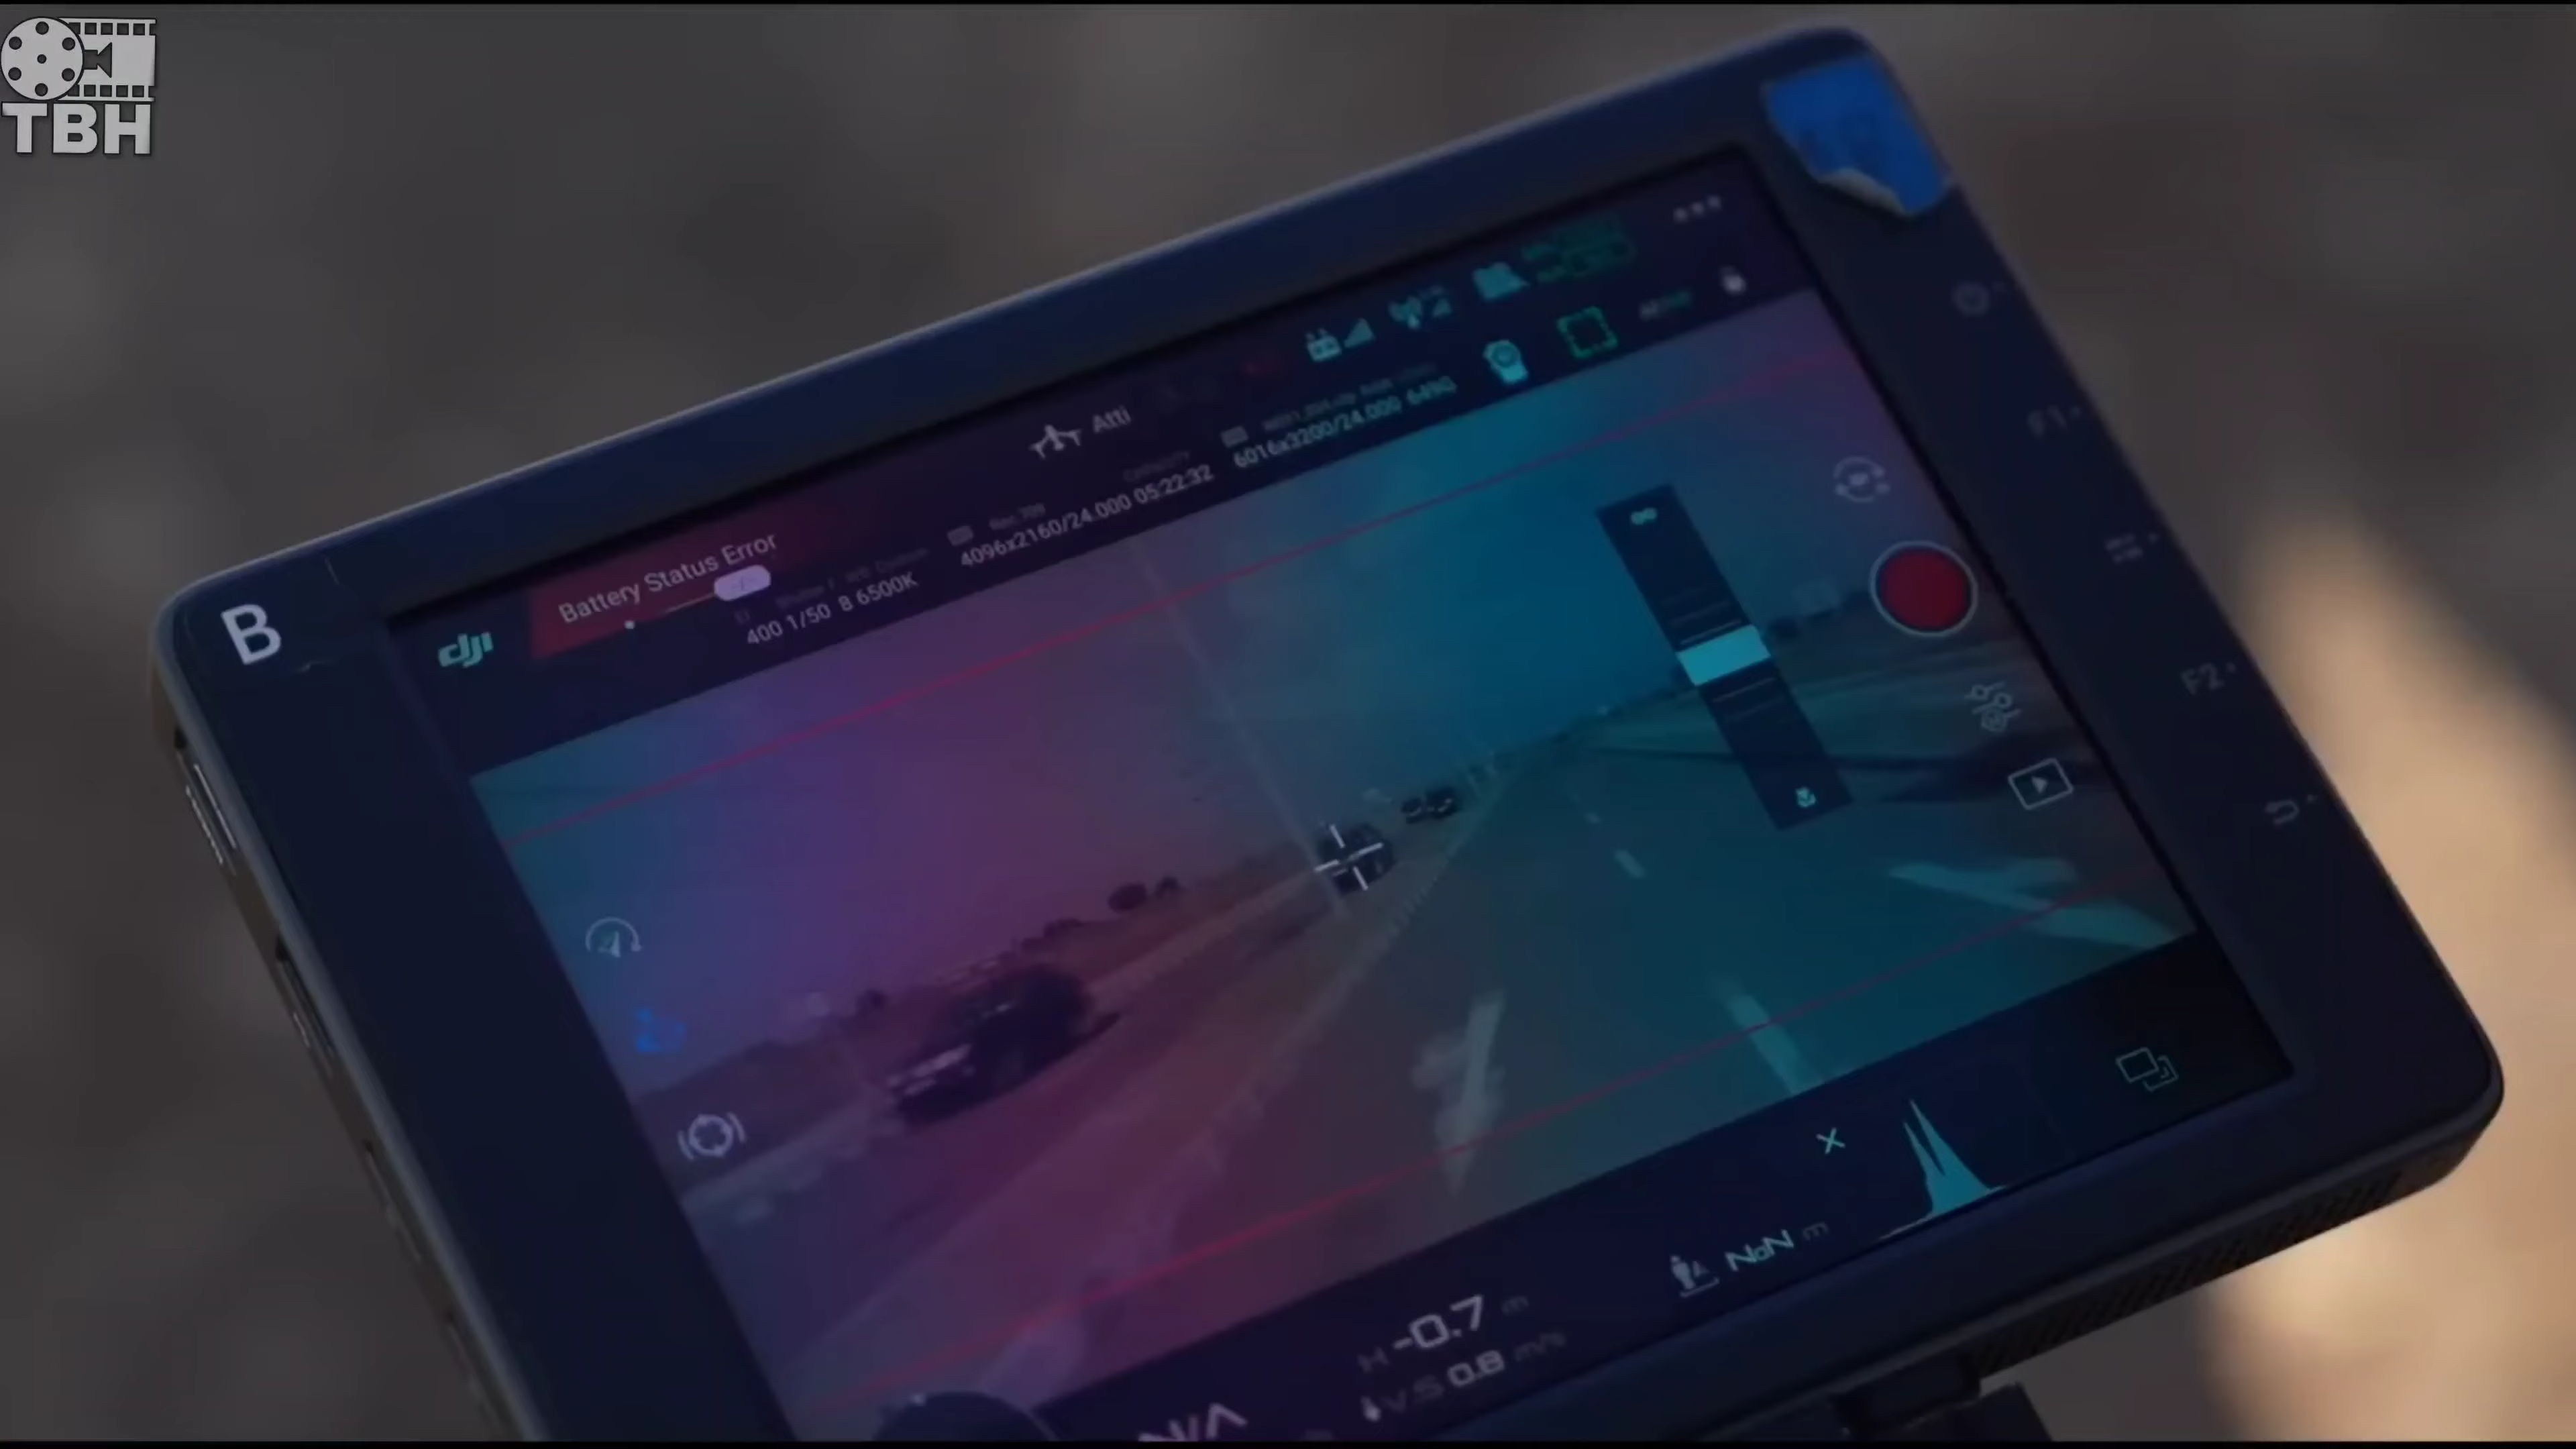 TBH
B
dji
Battery Status Error
Atti
400 1/50 8 6500K
4096x2160/24.000 05:22:32
6016x3200/24.000 649G
F1
F2
NaN m
H -0.7 m
V.S 0.8 m/s
N/A